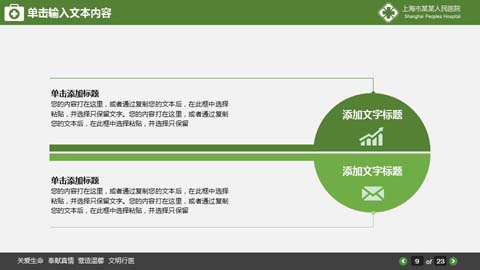 单击输入文本内容
上海市某某人民医院
Shanghai Peoples Hospital
单击添加标题
您的内容打在这里，或者通过复制您的文本后，在此框中选择
粘贴，并选择只保留文字。您的内容打在这里，或者通过复制
您的文本后，在此框中选择粘贴，并选择只保留
添加文字标题
添加文字标题
单击添加标题
您的内容打在这里，或者通过复制您的文本后，在此框中选择
粘贴，并选择只保留文字。您的内容打在这里，或者通过复制
您的文本后，在此框中选择粘贴，并选择只保留
关爱生命 奉献真情 营造温馨 文明行医
9 of 23